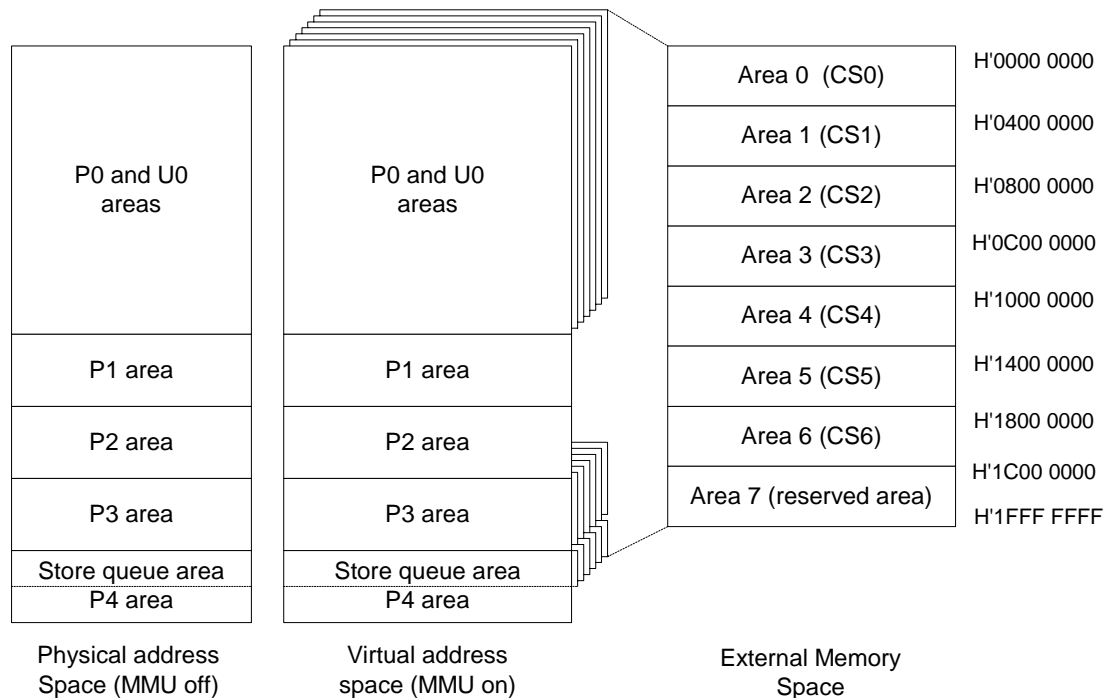 P0 and U0
areas
P1 area
P2 area
P3 area
Store queue area
P4 area
Physical address
Space (MMU off)
P0 and U0
areas
P1 area
P2 area
P3 area
Store queue area
P4 area
Virtual address
space (MMU on)
Area 0 (CS0)
Area 1 (CS1)
Area 2 (CS2)
Area 3 (CS3)
Area 4 (CS4)
Area 5 (CS5)
Area 6 (CS6)
Area 7 (reserved area)
External Memory
Space
H'0000 0000
H'0400 0000
H'0800 0000
H'0C00 0000
H'1000 0000
H'1400 0000
H'1800 0000
H'1C00 0000
H'1FFF FFFF